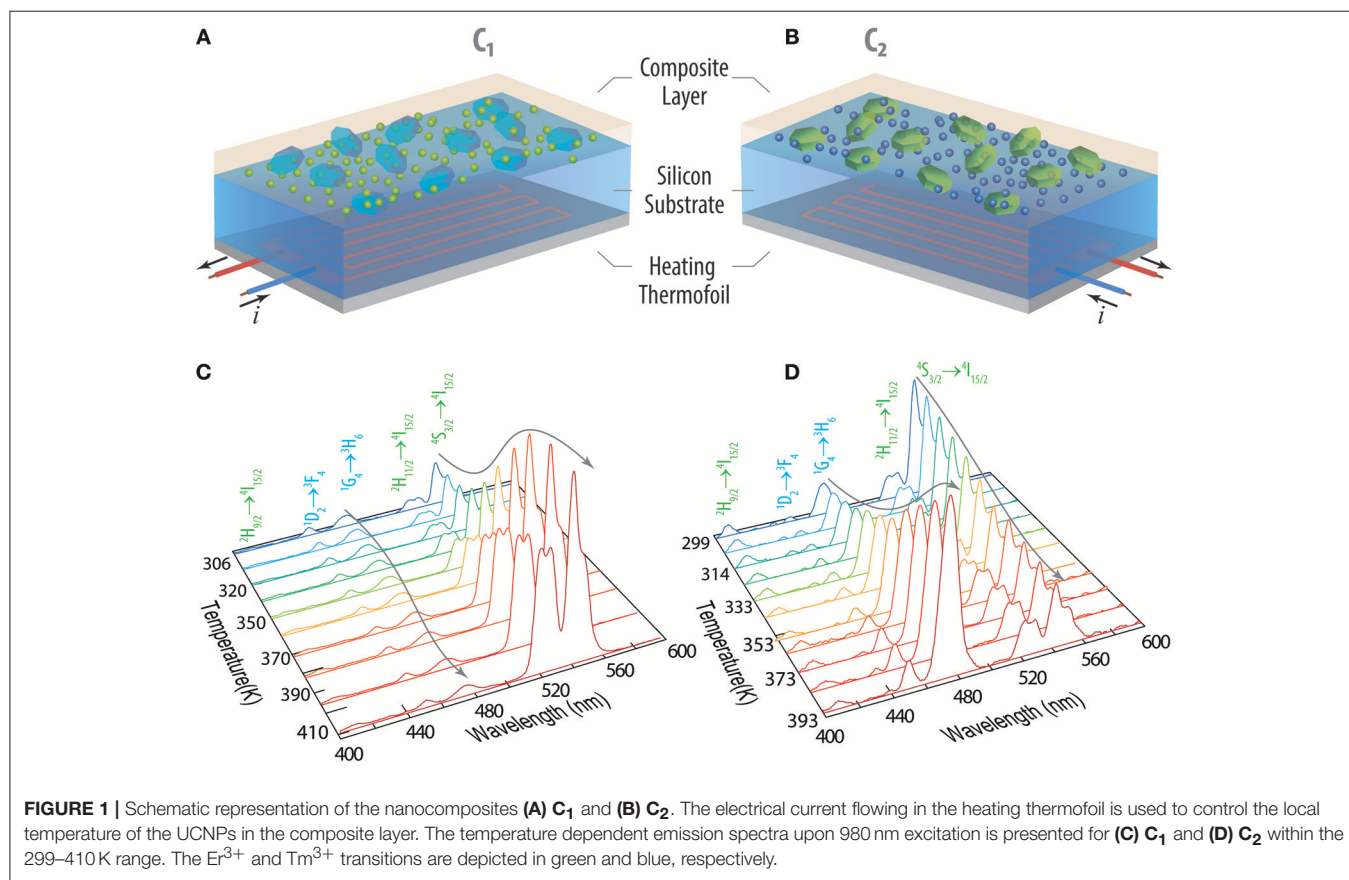 A
C₁
B
C₂
Composite
Layer
Silicon
Substrate
Heating
Thermofoil
i
i
C
²H₉/₂→⁴I₁₅/₂
¹D₂→³F₄
¹G₄→³H₆
²H₁₁/₂→⁴I₁₅/₂
⁴S₃/₂→⁴I₁₅/₂
306
320
350
370
390
410
Temperature(K)
400
440
480
520
560
600
Wavelength (nm)
D
²H₉/₂→⁴I₁₅/₂
¹D₂→³F₄
¹G₄→³H₆
²H₁₁/₂→⁴I₁₅/₂
⁴S₃/₂→⁴I₁₅/₂
299
314
333
353
373
393
Temperature(K)
400
440
480
520
560
600
Wavelength (nm)
FIGURE 1 | Schematic representation of the nanocomposites (A) C₁ and (B) C₂. The electrical current flowing in the heating thermofoil is used to control the local
temperature of the UCNPs in the composite layer. The temperature dependent emission spectra upon 980 nm excitation is presented for (C) C₁ and (D) C₂ within the
299–410 K range. The Er³⁺ and Tm³⁺ transitions are depicted in green and blue, respectively.